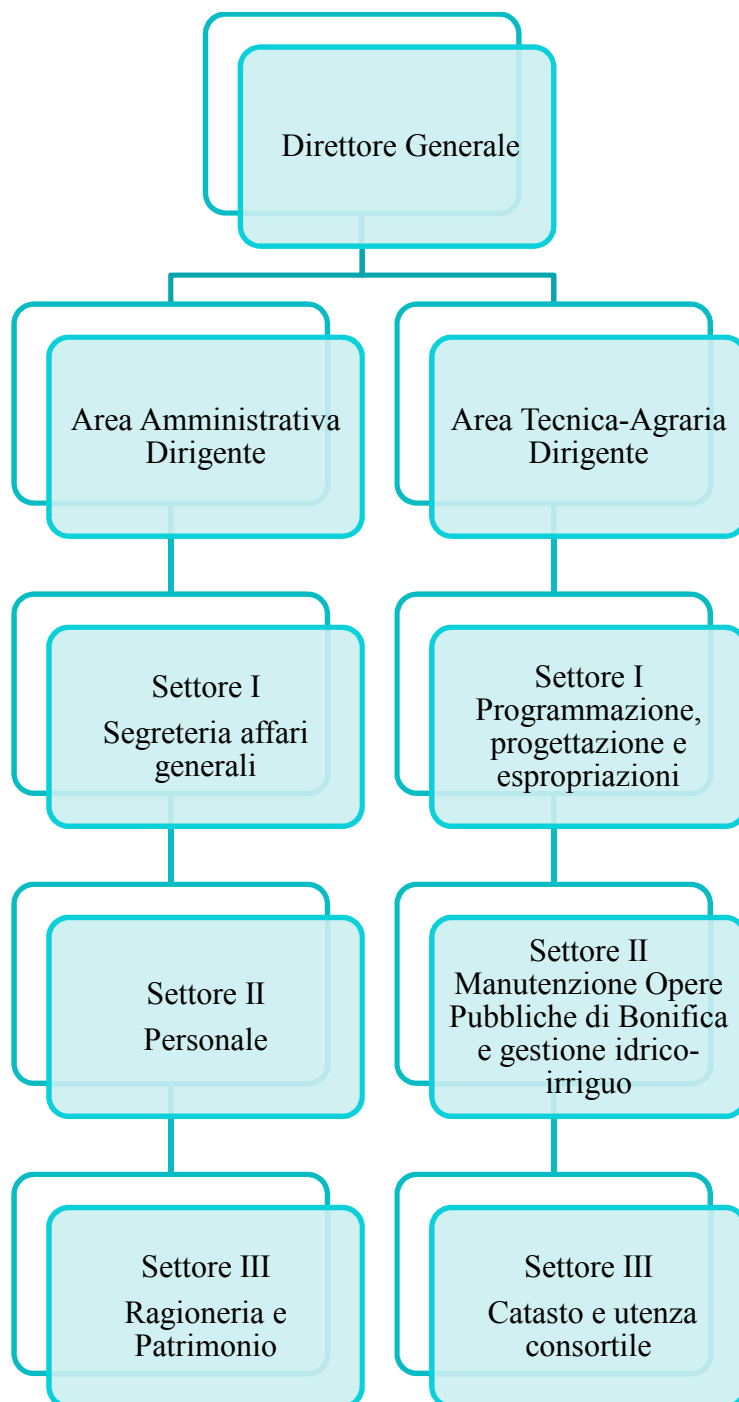 Direttore Generale
Area Amministrativa
Dirigente
Area Tecnica-Agraria
Dirigente
Settore I
Segreteria affari
generali
Settore I
Programmazione,
progettazione e
espropriazioni
Settore II
Personale
Settore II
Manutenzione Opere
Pubbliche di Bonifica
e gestione idrico-
irriguo
Settore III
Ragioneria e
Patrimonio
Settore III
Catasto e utenza
consortile